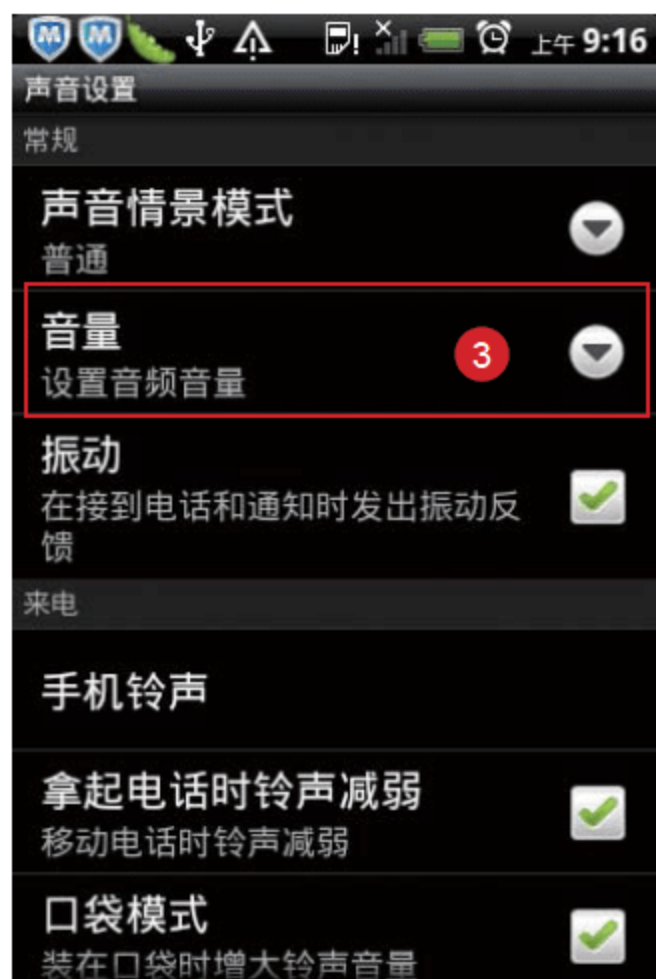 上午 9:16
声音设置
常规
声音情景模式
普通
音量
3
设置音频音量
振动
在接到电话和通知时发出振动反
馈
来电
手机铃声
拿起电话时铃声减弱
移动电话时铃声减弱
口袋模式
装在口袋时增大铃声音量